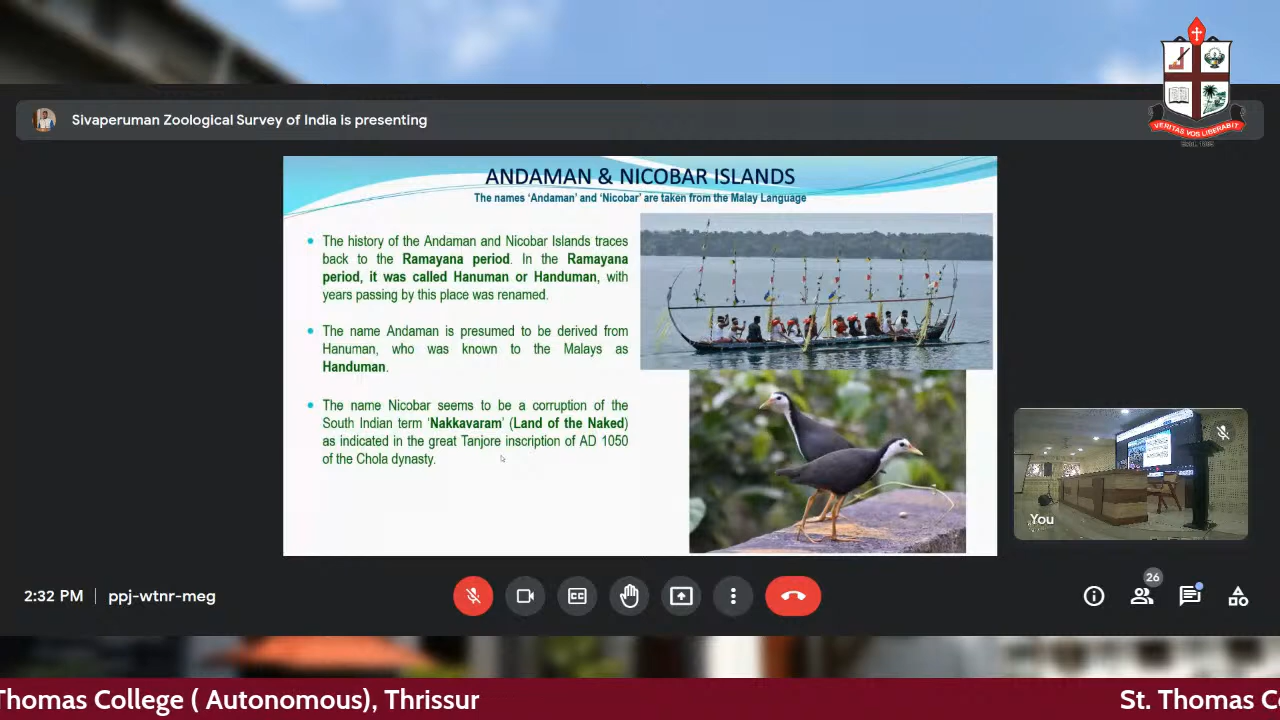 VERITAS VOS LIBERABIT
Sivaperuman Zoological Survey of India is presenting
ANDAMAN & NICOBAR ISLANDS
The names ‘Andaman’ and ‘Nicobar’ are taken from the Malay Language
The history of the Andaman and Nicobar Islands traces
back to the Ramayana period. In the Ramayana
period, it was called Hanuman or Handuman, with
years passing by this place was renamed.
The name Andaman is presumed to be derived from
Hanuman, who was known to the Malays as
Handuman.
The name Nicobar seems to be a corruption of the
South Indian term ‘Nakkavaram’ (Land of the Naked)
as indicated in the great Tanjore inscription of AD 1050
of the Chola dynasty.
You
2:32 PM | ppj-wtnr-meg
CC
26
Thomas College ( Autonomous), Thrissur
St. Thomas Co